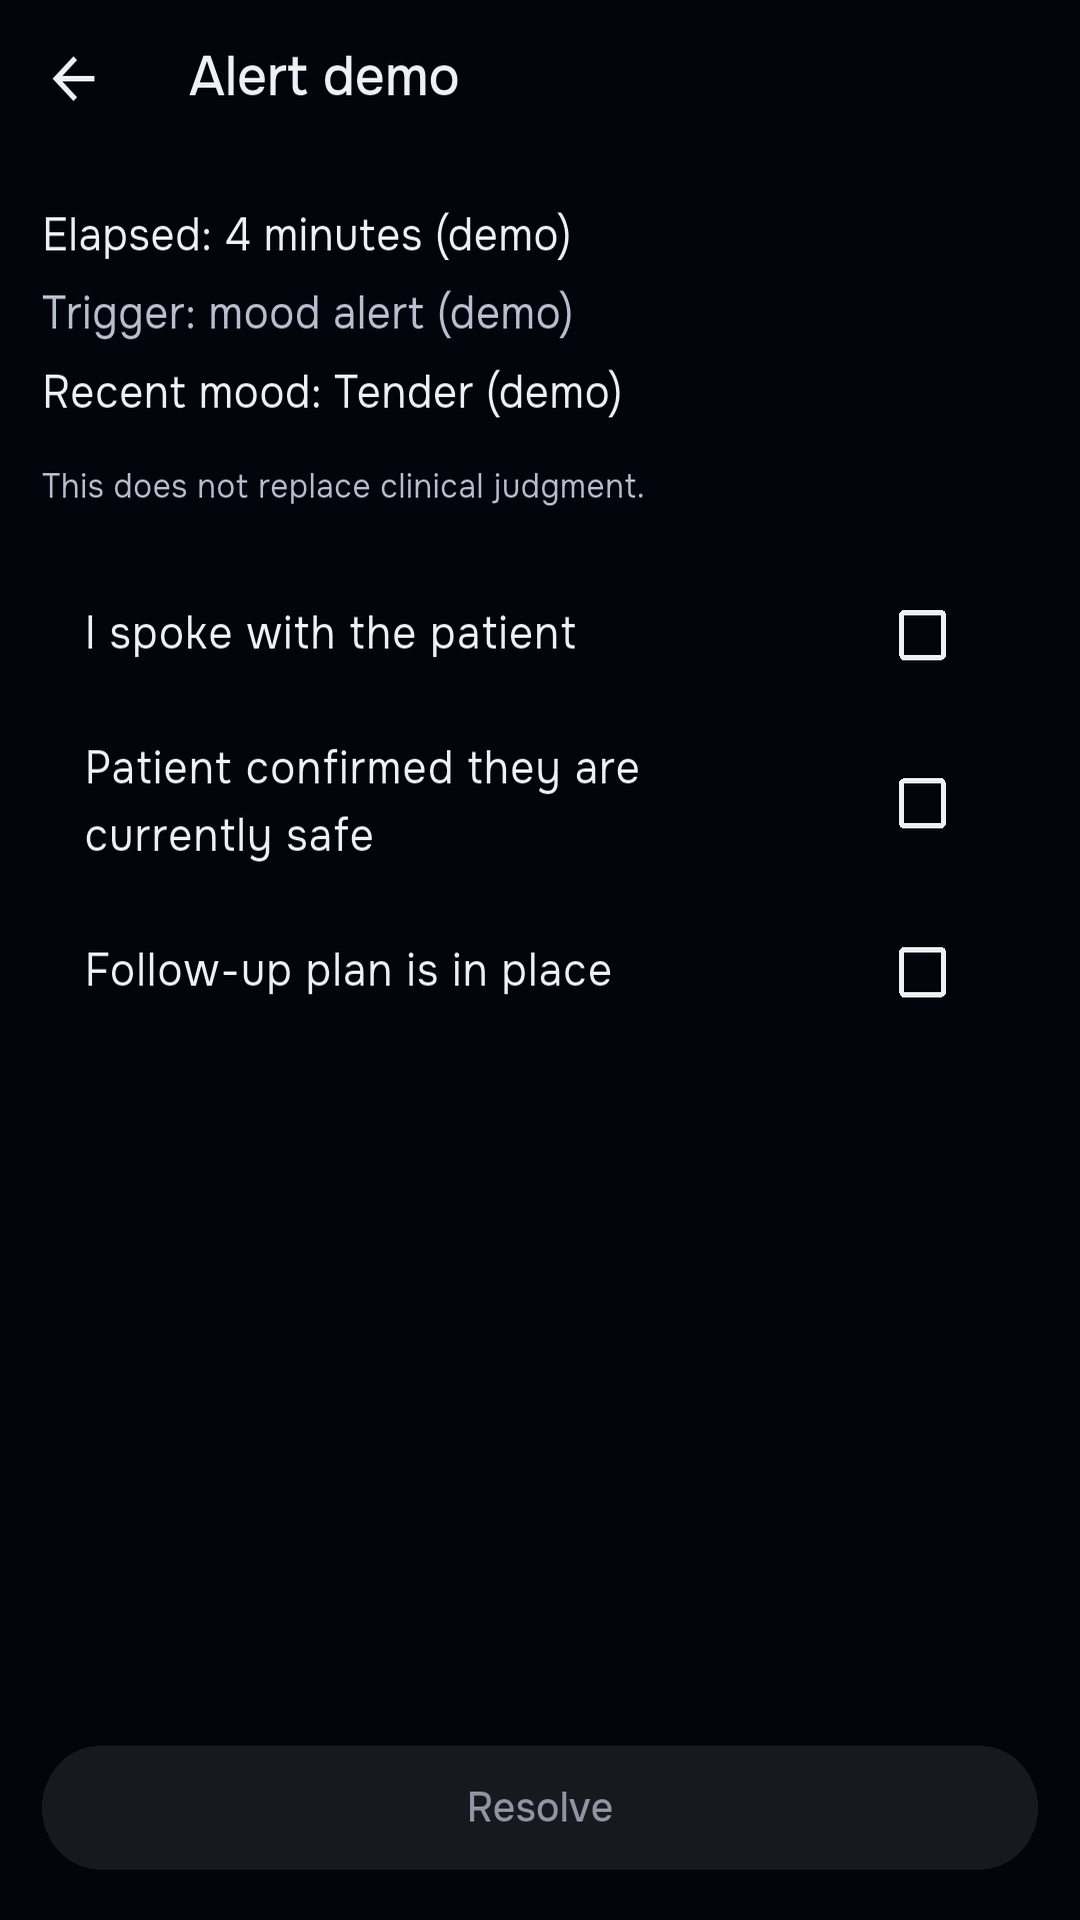 Alert demo
Elapsed: 4 minutes (demo)
Trigger: mood alert (demo)
Recent mood: Tender (demo)
This does not replace clinical judgment.
I spoke with the patient
Patient confirmed they are
currently safe
Follow-up plan is in place
Resolve